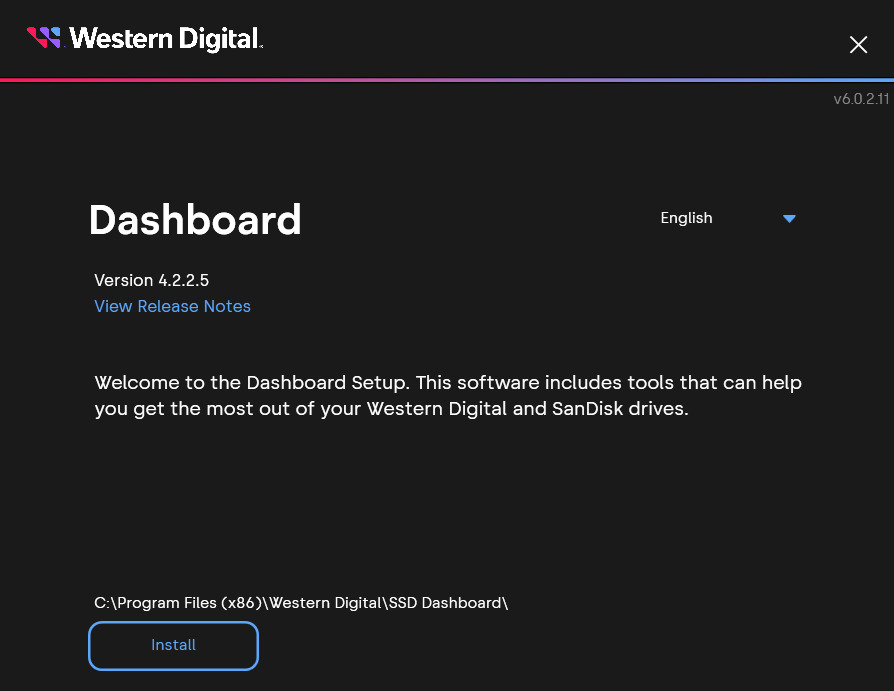 Western Digital
v6.0.2.11
Dashboard
English
Version 4.2.2.5
View Release Notes
Welcome to the Dashboard Setup. This software includes tools that can help
you get the most out of your Western Digital and SanDisk drives.
C:\Program Files (x86)\Western Digital\SSD Dashboard\
Install